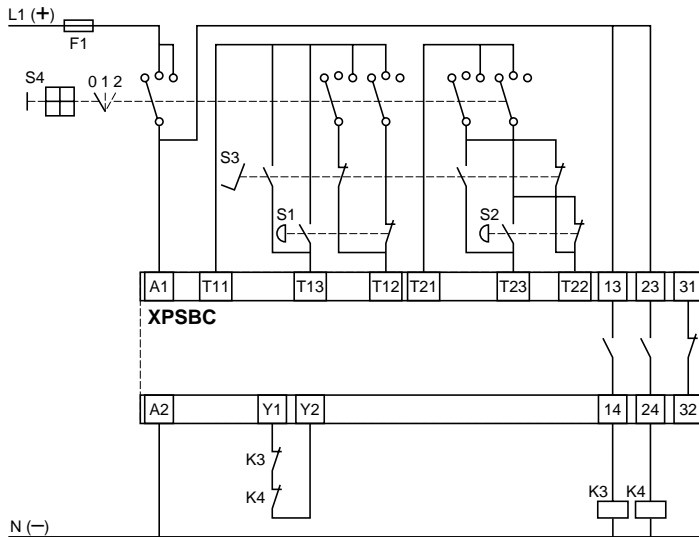 L1 (+)
F1
S4
0 1 2
S3
S1
S2
A1
T11
T13
T12
T21
T23
T22
13
23
31
XPSBC
A2
Y1
Y2
14
24
32
K3
K4
K3
K4
N (–)